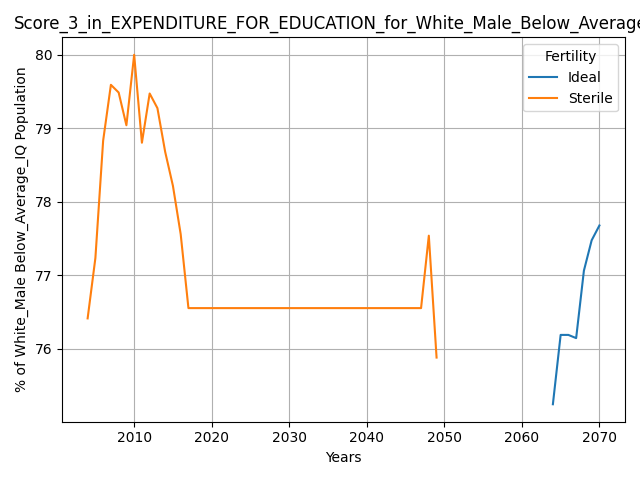 Score_3_in_EXPENDITURE_FOR_EDUCATION_for_White_Male_Below_Average
% of White_Male Below_Average_IQ Population
80
79
78
77
76
Fertility
Ideal
Sterile
2010 2020 2030 2040 2050 2060 2070
Years